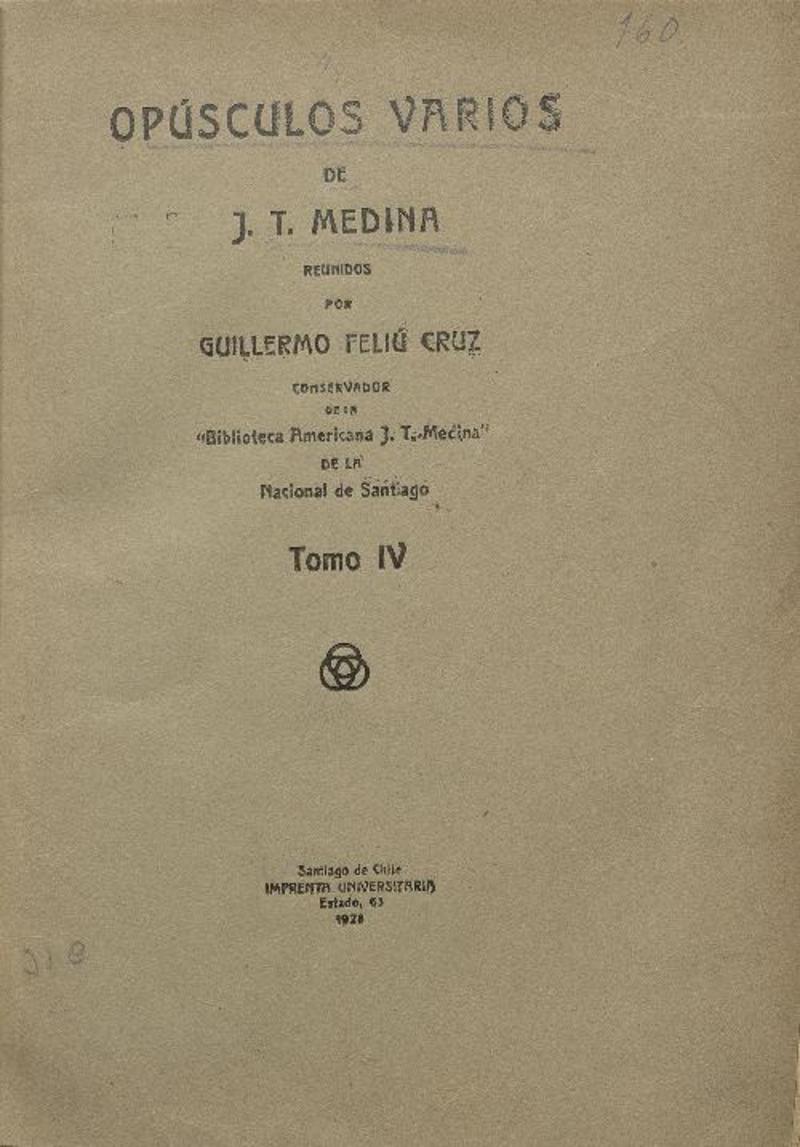 160
OPÚSCULOS VARIOS
DE
J. T. MEDINA
REUNIDOS
POR
GUILLERMO FELIÚ CRUZ
CONSERVADOR
DE LA
“Biblioteca Americana J. T. Medina”
DE LA
Nacional de Santiago
Tomo IV
Santiago de Chile
IMPRENTA UNIVERSITARIA
Estado, 63
1928